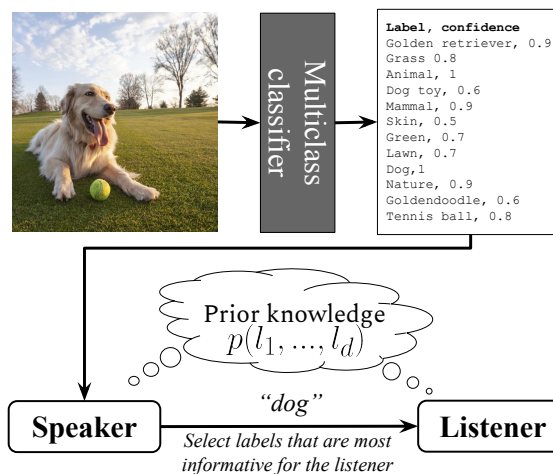 Multiclass
classifier
Label, confidence
Golden retriever, 0.9
Grass 0.8
Animal, 1
Dog toy, 0.6
Mammal, 0.9
Skin, 0.5
Green, 0.7
Lawn, 0.7
Dog,1
Nature, 0.9
Goldendoodle, 0.6
Tennis ball, 0.8
Prior knowledge
p(l₁, ..., l_d)
Speaker
“dog”
Select labels that are most
informative for the listener
Listener